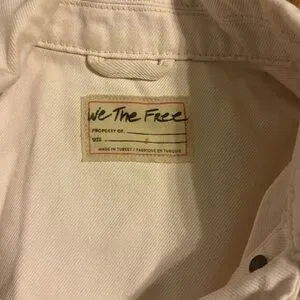 We The Free
PROPERTY OF:
SIZE
MADE IN TURKEY / FABRIQUÉ EN TURQUIE